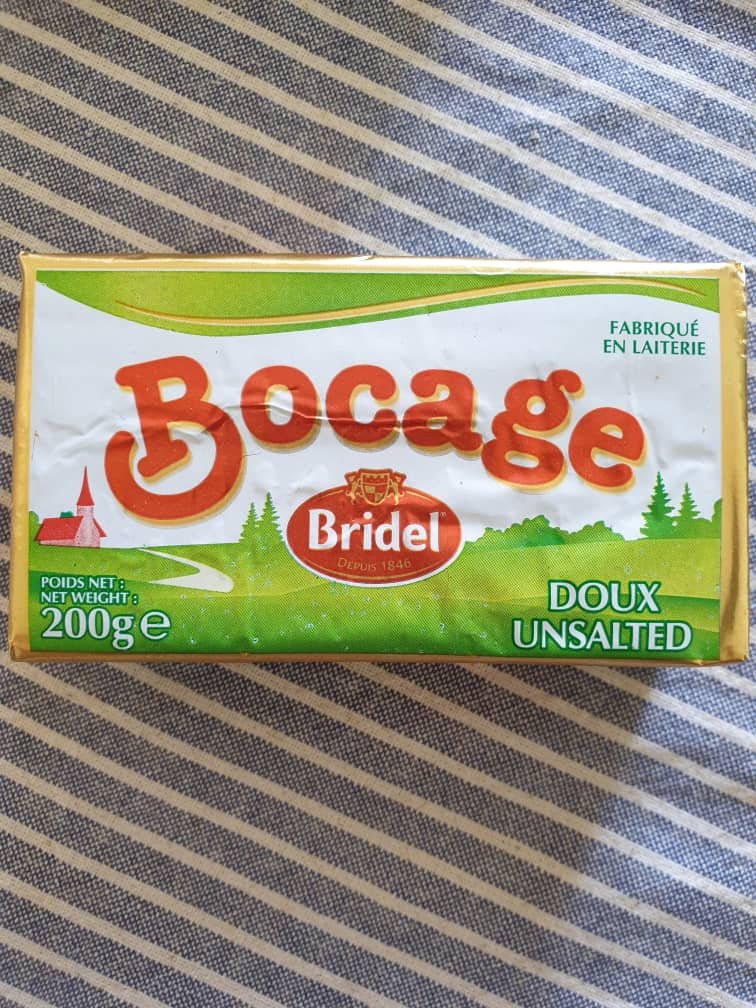 FABRIQUÉ
EN LAITERIE
Bocage
Bridel
DEPUIS 1846
POIDS NET :
NET WEIGHT :
200g e
DOUX
UNSALTED